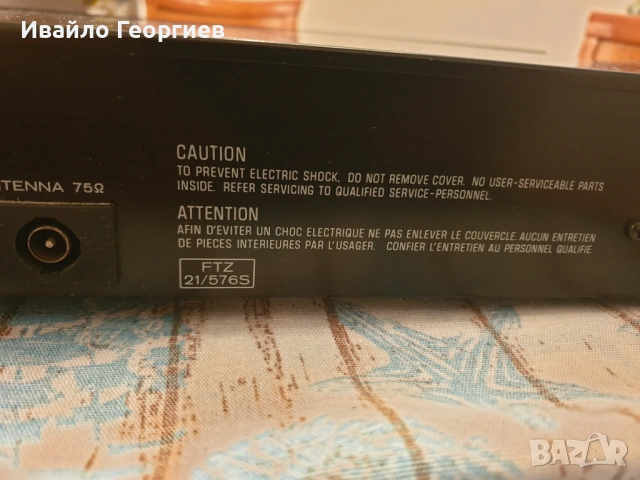 Ивайло Георгиев
CAUTION
TO PREVENT ELECTRIC SHOCK, DO NOT REMOVE COVER. NO USER-SERVICEABLE PARTS
INSIDE. REFER SERVICING TO QUALIFIED SERVICE-PERSONNEL.
TENNA 75Ω
ATTENTION
AFIN D'EVITER UN CHOC ELECTRIQUE NE PAS ENLEVER LE COUVERCLE. AUCUN ENTRETIEN
DE PIECES INTERIEURES PAR L'USAGER. CONFIER L'ENTRETIEN AU PERSONNEL QUALIFIE.
FTZ
21/576S
BAZAR